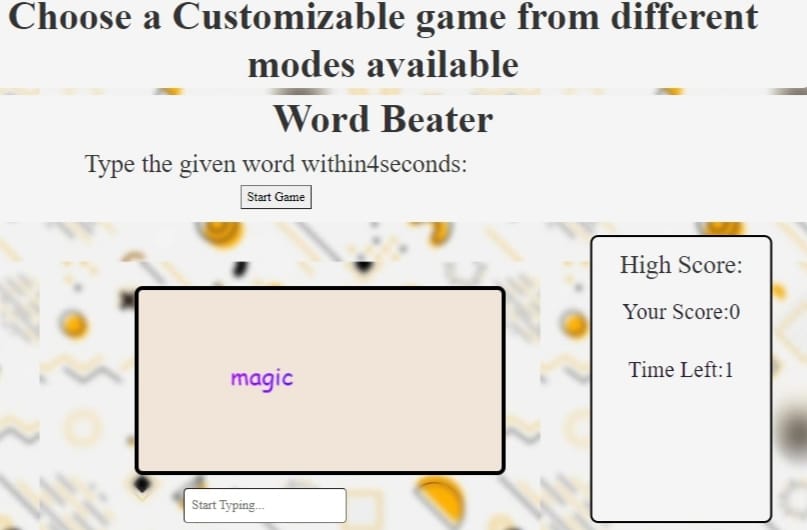 Choose a Customizable game from different
modes available
Word Beater
Type the given word within4seconds:
Start Game
High Score:
Your Score:0
Time Left:1
magic
Start Typing...